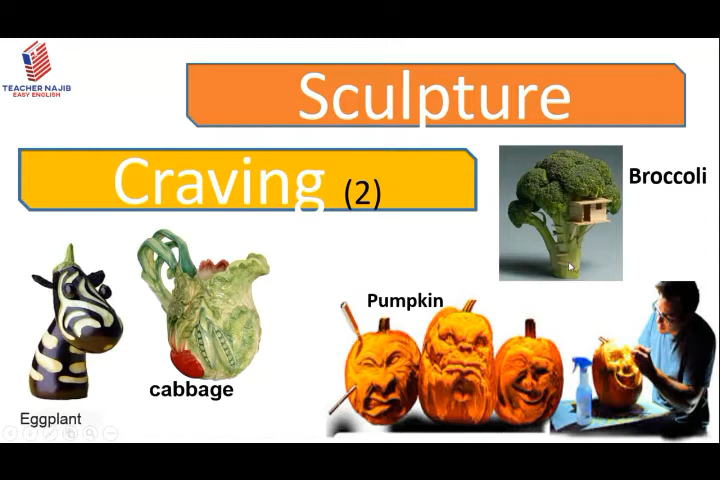 TEACHER NAJIB
EASY ENGLISH
Sculpture
Craving (2)
Broccoli
Pumpkin
cabbage
Eggplant